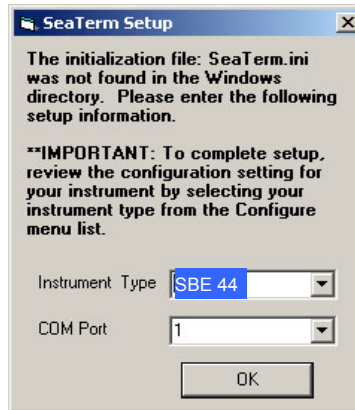 SeaTerm Setup
The initialization file: SeaTerm.ini
was not found in the Windows
directory. Please enter the following
setup information.
**IMPORTANT: To complete setup,
review the configuration setting for
your instrument by selecting your
instrument type from the Configure
menu list.
Instrument Type SBE 44
COM Port 1
OK